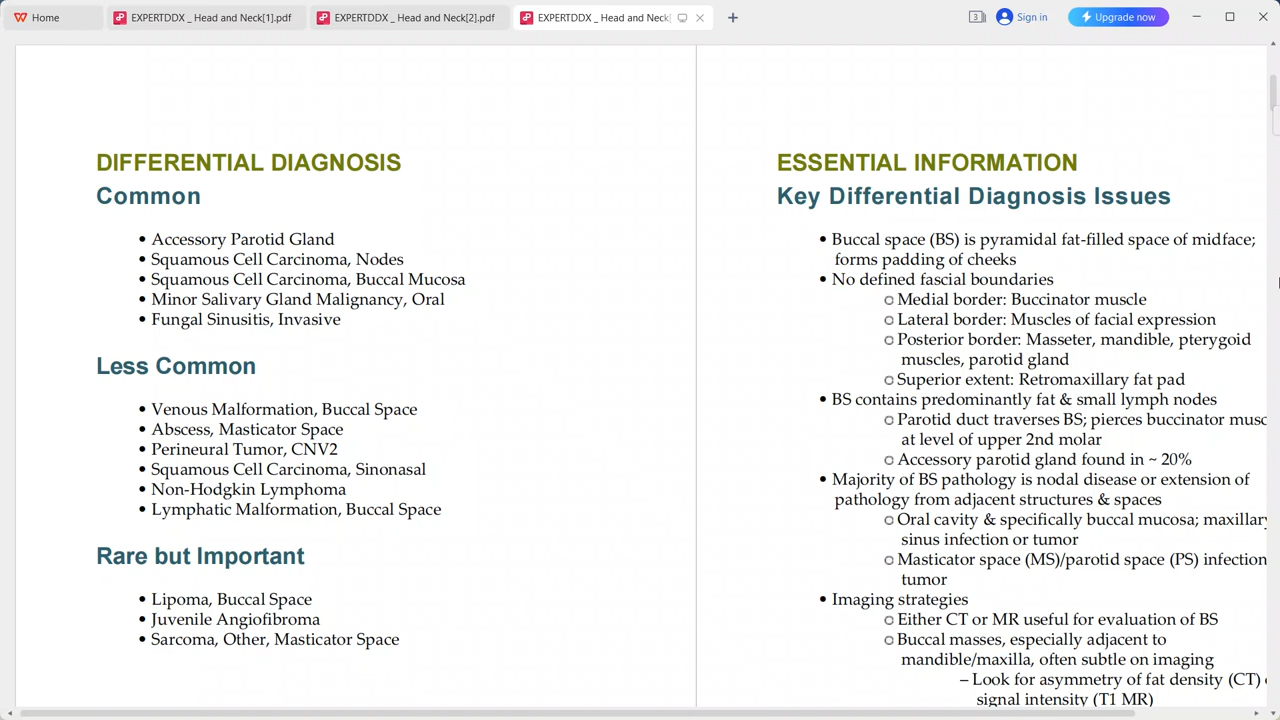 Home
EXPERTDDX _ Head and Neck[1].pdf
EXPERTDDX _ Head and Neck[2].pdf
EXPERTDDX _ Head and Neck[
3
Sign in
Upgrade now
DIFFERENTIAL DIAGNOSIS
Common
• Accessory Parotid Gland
• Squamous Cell Carcinoma, Nodes
• Squamous Cell Carcinoma, Buccal Mucosa
• Minor Salivary Gland Malignancy, Oral
• Fungal Sinusitis, Invasive
Less Common
• Venous Malformation, Buccal Space
• Abscess, Masticator Space
• Perineural Tumor, CNV2
• Squamous Cell Carcinoma, Sinonasal
• Non-Hodgkin Lymphoma
• Lymphatic Malformation, Buccal Space
Rare but Important
• Lipoma, Buccal Space
• Juvenile Angiofibroma
• Sarcoma, Other, Masticator Space
ESSENTIAL INFORMATION
Key Differential Diagnosis Issues
• Buccal space (BS) is pyramidal fat-filled space of midface;
forms padding of cheeks
• No defined fascial boundaries
○ Medial border: Buccinator muscle
○ Lateral border: Muscles of facial expression
○ Posterior border: Masseter, mandible, pterygoid
muscles, parotid gland
○ Superior extent: Retromaxillary fat pad
• BS contains predominantly fat & small lymph nodes
○ Parotid duct traverses BS; pierces buccinator musc
at level of upper 2nd molar
○ Accessory parotid gland found in ~ 20%
• Majority of BS pathology is nodal disease or extension of
pathology from adjacent structures & spaces
○ Oral cavity & specifically buccal mucosa; maxillary
sinus infection or tumor
○ Masticator space (MS)/parotid space (PS) infection
tumor
• Imaging strategies
○ Either CT or MR useful for evaluation of BS
○ Buccal masses, especially adjacent to
mandible/maxilla, often subtle on imaging
– Look for asymmetry of fat density (CT)
signal intensity (T1 MR)